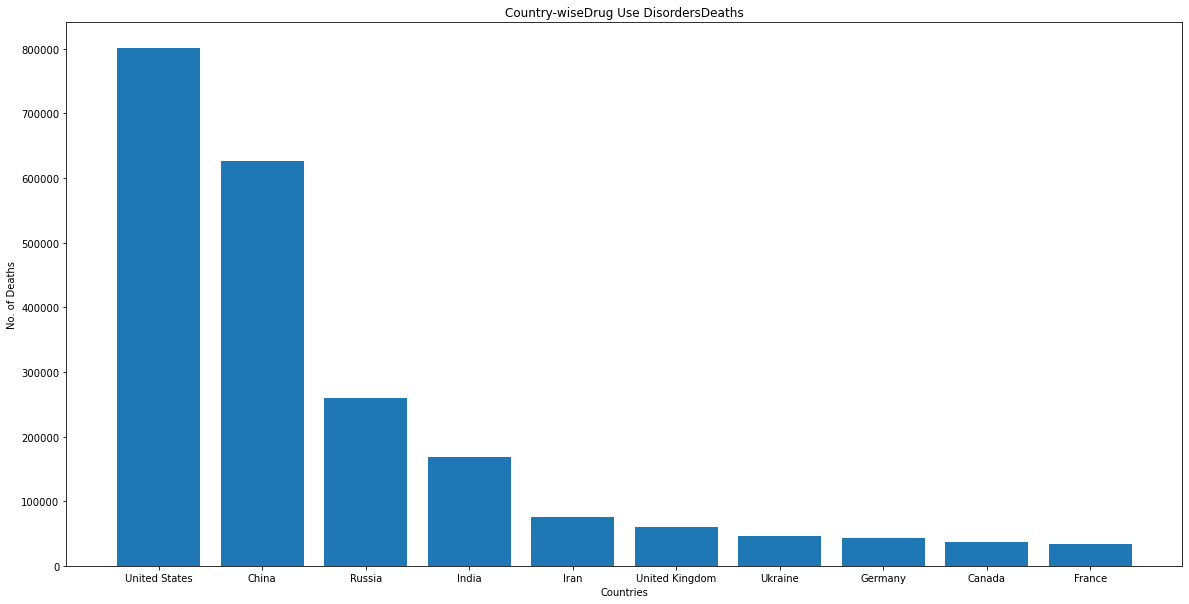 Country-wiseDrug Use DisordersDeaths
800000
700000
600000
500000
400000
300000
200000
100000
0
No. of Deaths
United States China Russia India Iran United Kingdom Ukraine Germany Canada France
Countries